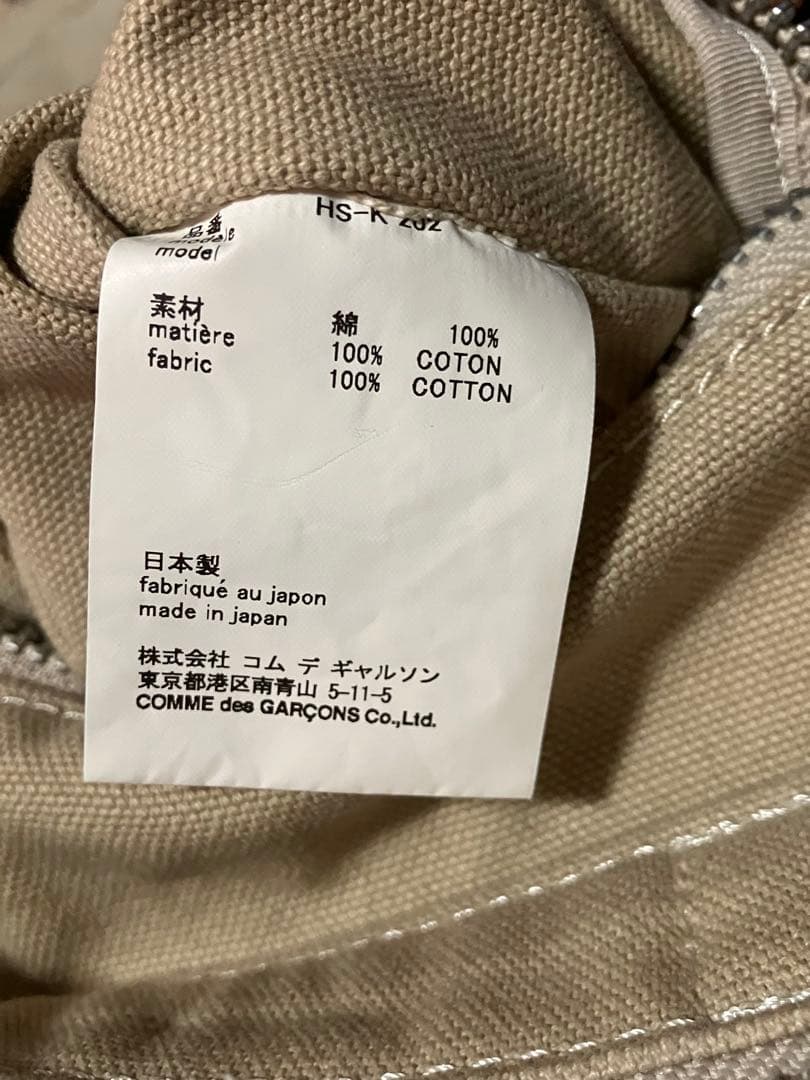 品番 HS-K 202
modèle
model
素材 綿 100%
matière 100% COTON
fabric 100% COTTON
日本製
fabriqué au japon
made in japan
株式会社 コム デ ギャルソン
東京都港区南青山 5-11-5
COMME des GARÇONS Co.,Ltd.